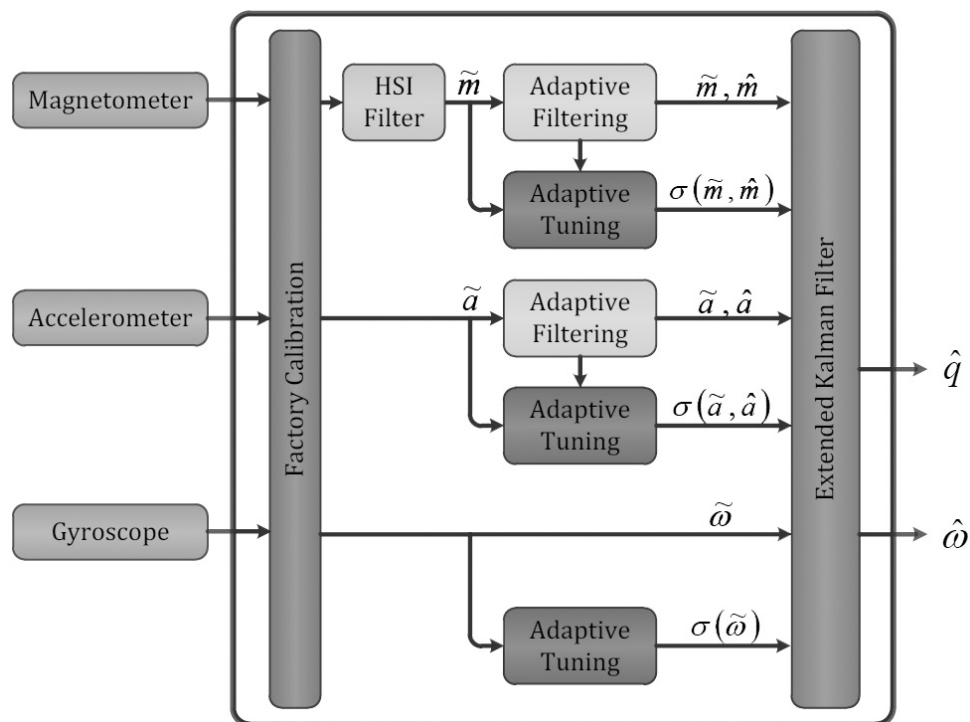 Magnetometer
HSI
Filter
m̃
Adaptive
Filtering
m̃, m̂
Adaptive
Tuning
σ(m̃, m̂)
Accelerometer
Factory Calibration
ã
Adaptive
Filtering
ã, â
Adaptive
Tuning
σ(ã, â)
Extended Kalman Filter
q̂
Gyroscope
ω̃
ω̂
Adaptive
Tuning
σ(ω̃)